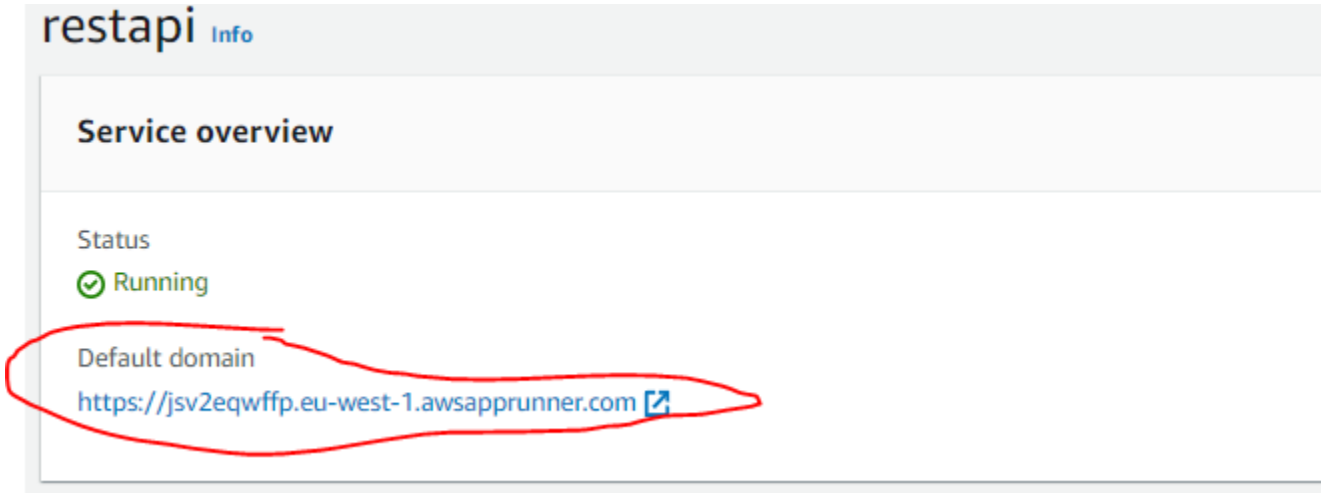 restapi Info
Service overview
Status
Running
Default domain
https://jsv2eqwffp.eu-west-1.awsapprunner.com